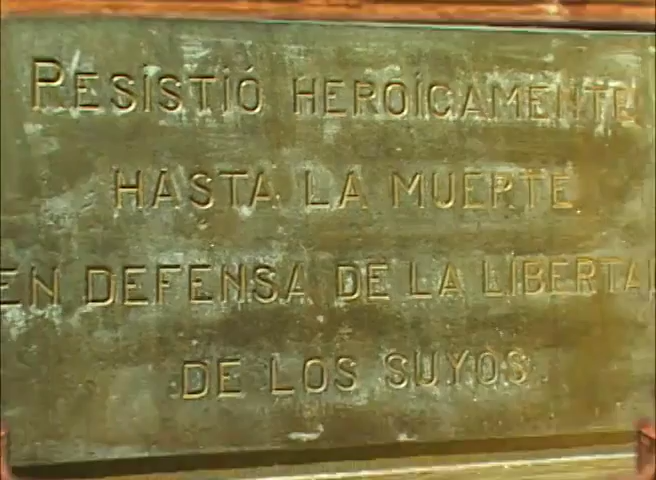 RESISTIÓ HEROÍCAMENTE
HASTA LA MUERTE
EN DEFENSA DE LA LIBERTAD
DE LOS SUYOS